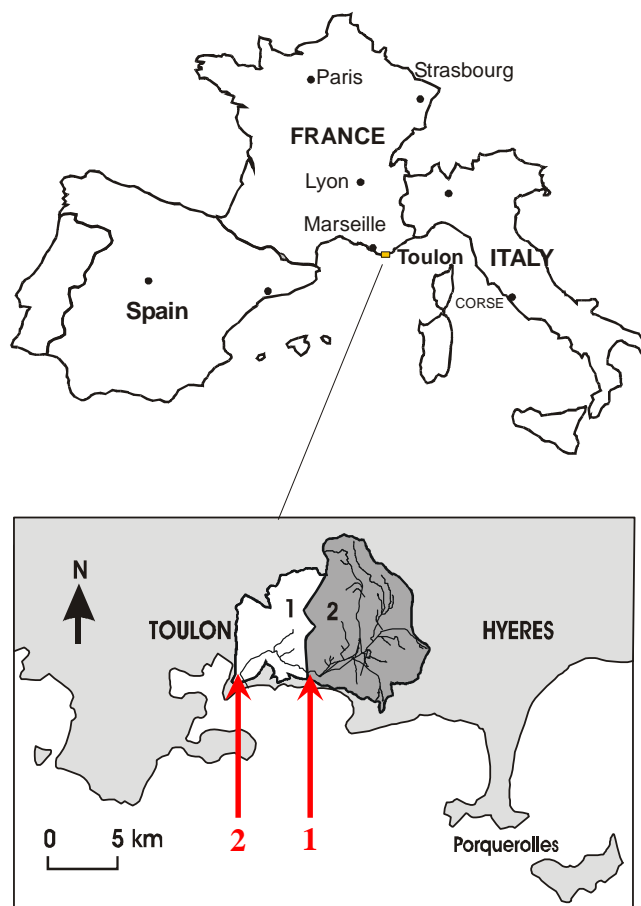 Paris
Strasbourg
FRANCE
Lyon
Marseille
Toulon
ITALY
Spain
CORSE
N
1
2
TOULON
HYERES
0 5 km
2
1
Porquerolles